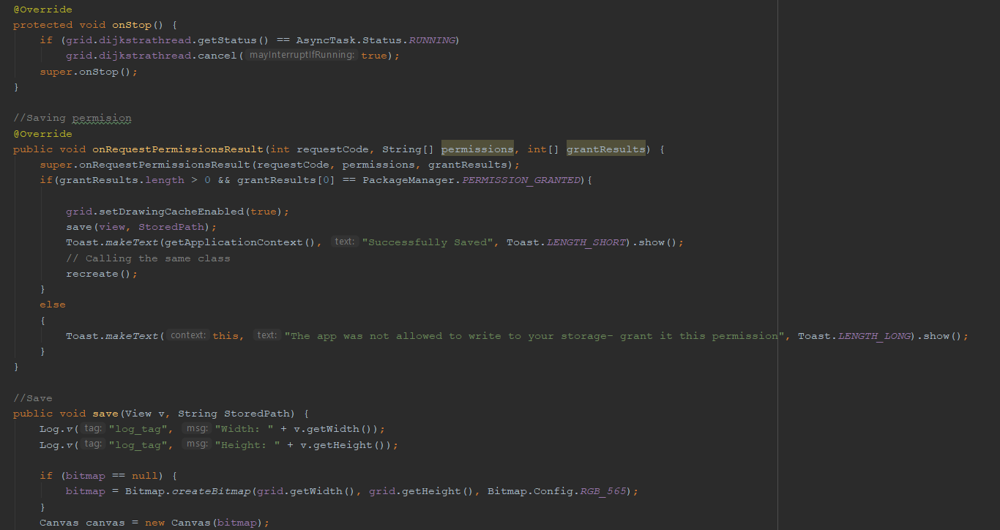 @Override
protected void onStop() {
if (grid.dijkstrathread.getStatus() == AsyncTask.Status.RUNNING)
grid.dijkstrathread.cancel( mayInterruptIfRunning: true);
super.onStop();
}
//Saving permision
@Override
public void onRequestPermissionsResult(int requestCode, String[] permissions, int[] grantResults) {
super.onRequestPermissionsResult(requestCode, permissions, grantResults);
if(grantResults.length > 0 && grantResults[0] == PackageManager.PERMISSION_GRANTED){
grid.setDrawingCacheEnabled(true);
save(view, StoredPath);
Toast.makeText(getApplicationContext(), text: "Successfully Saved", Toast.LENGTH_SHORT).show();
// Calling the same class
recreate();
}
else
{
Toast.makeText( context: this, text: "The app was not allowed to write to your storage- grant it this permission", Toast.LENGTH_LONG).show();
}
}
//Save
public void save(View v, String StoredPath) {
Log.v( tag: "log_tag", msg: "Width: " + v.getWidth());
Log.v( tag: "log_tag", msg: "Height: " + v.getHeight());
if (bitmap == null) {
bitmap = Bitmap.createBitmap(grid.getWidth(), grid.getHeight(), Bitmap.Config.RGB_565);
}
Canvas canvas = new Canvas(bitmap);